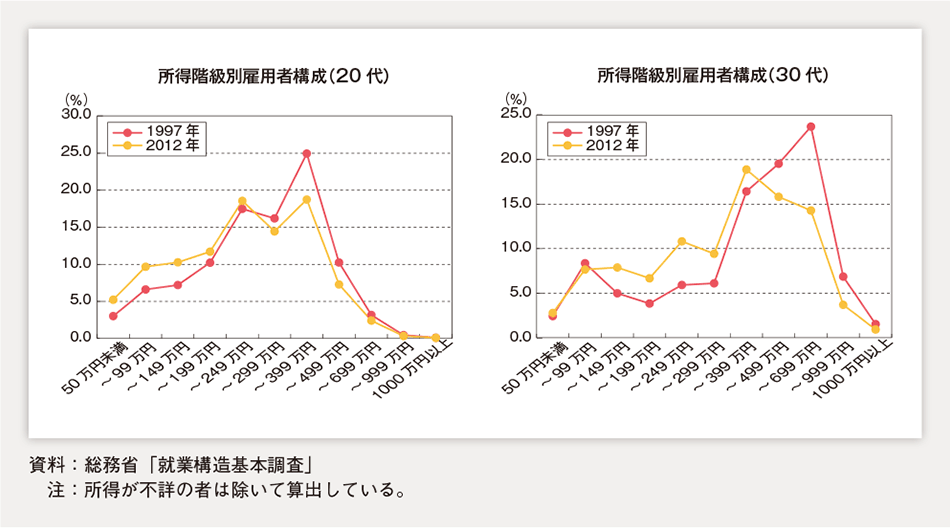 所得階級別雇用者構成（20 代）
(％)
30.0
25.0
20.0
15.0
10.0
5.0
0.0
1997 年
2012 年
50 万円未満
～ 99 万円
～ 149 万円
～ 199 万円
～ 249 万円
～ 299 万円
～ 399 万円
～ 499 万円
～ 699 万円
～ 999 万円
1000 万円以上
所得階級別雇用者構成（30 代）
(％)
25.0
20.0
15.0
10.0
5.0
0.0
1997 年
2012 年
50 万円未満
～ 99 万円
～ 149 万円
～ 199 万円
～ 249 万円
～ 299 万円
～ 399 万円
～ 499 万円
～ 699 万円
～ 999 万円
1000 万円以上
資料：総務省「就業構造基本調査」
注：所得が不詳の者は除いて算出している。